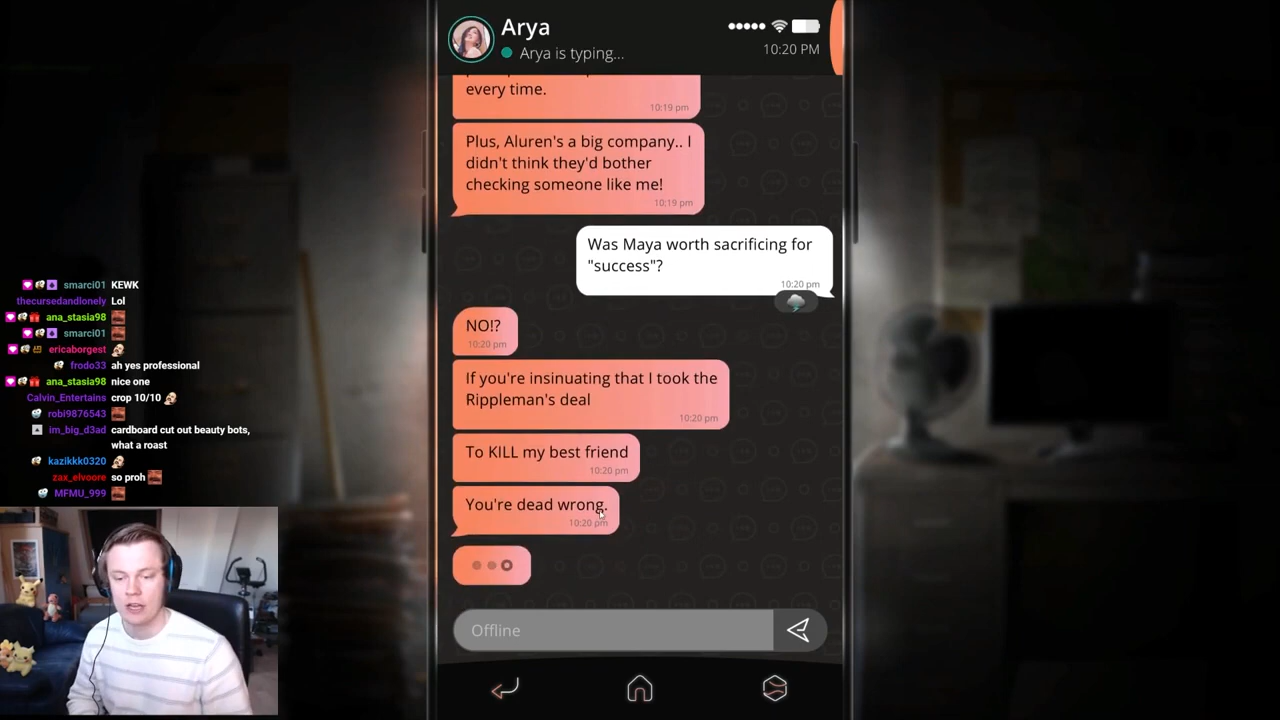 Arya
Arya is typing...
10:20 PM
every time.
10:19 pm
Plus, Aluren's a big company.. I
didn't think they'd bother
checking someone like me!
10:19 pm
Was Maya worth sacrificing for
"success"?
10:20 pm
NO!?
10:20 pm
If you're insinuating that I took the
Rippleman's deal
10:20 pm
To KILL my best friend
10:20 pm
You're dead wrong.
10:20 pm
Offline
smarci01 KEWK
thecursedandlonely Lol
ana_stasia98
smarci01
ericaborgest
frodo33 ah yes professional
ana_stasia98 nice one
Calvin_Entertains crop 10/10
robi9876543
im_big_d3ad cardboard cut out beauty bots,
what a roast
kazikkk0320
zax_elvoore so proh
MFMU_999